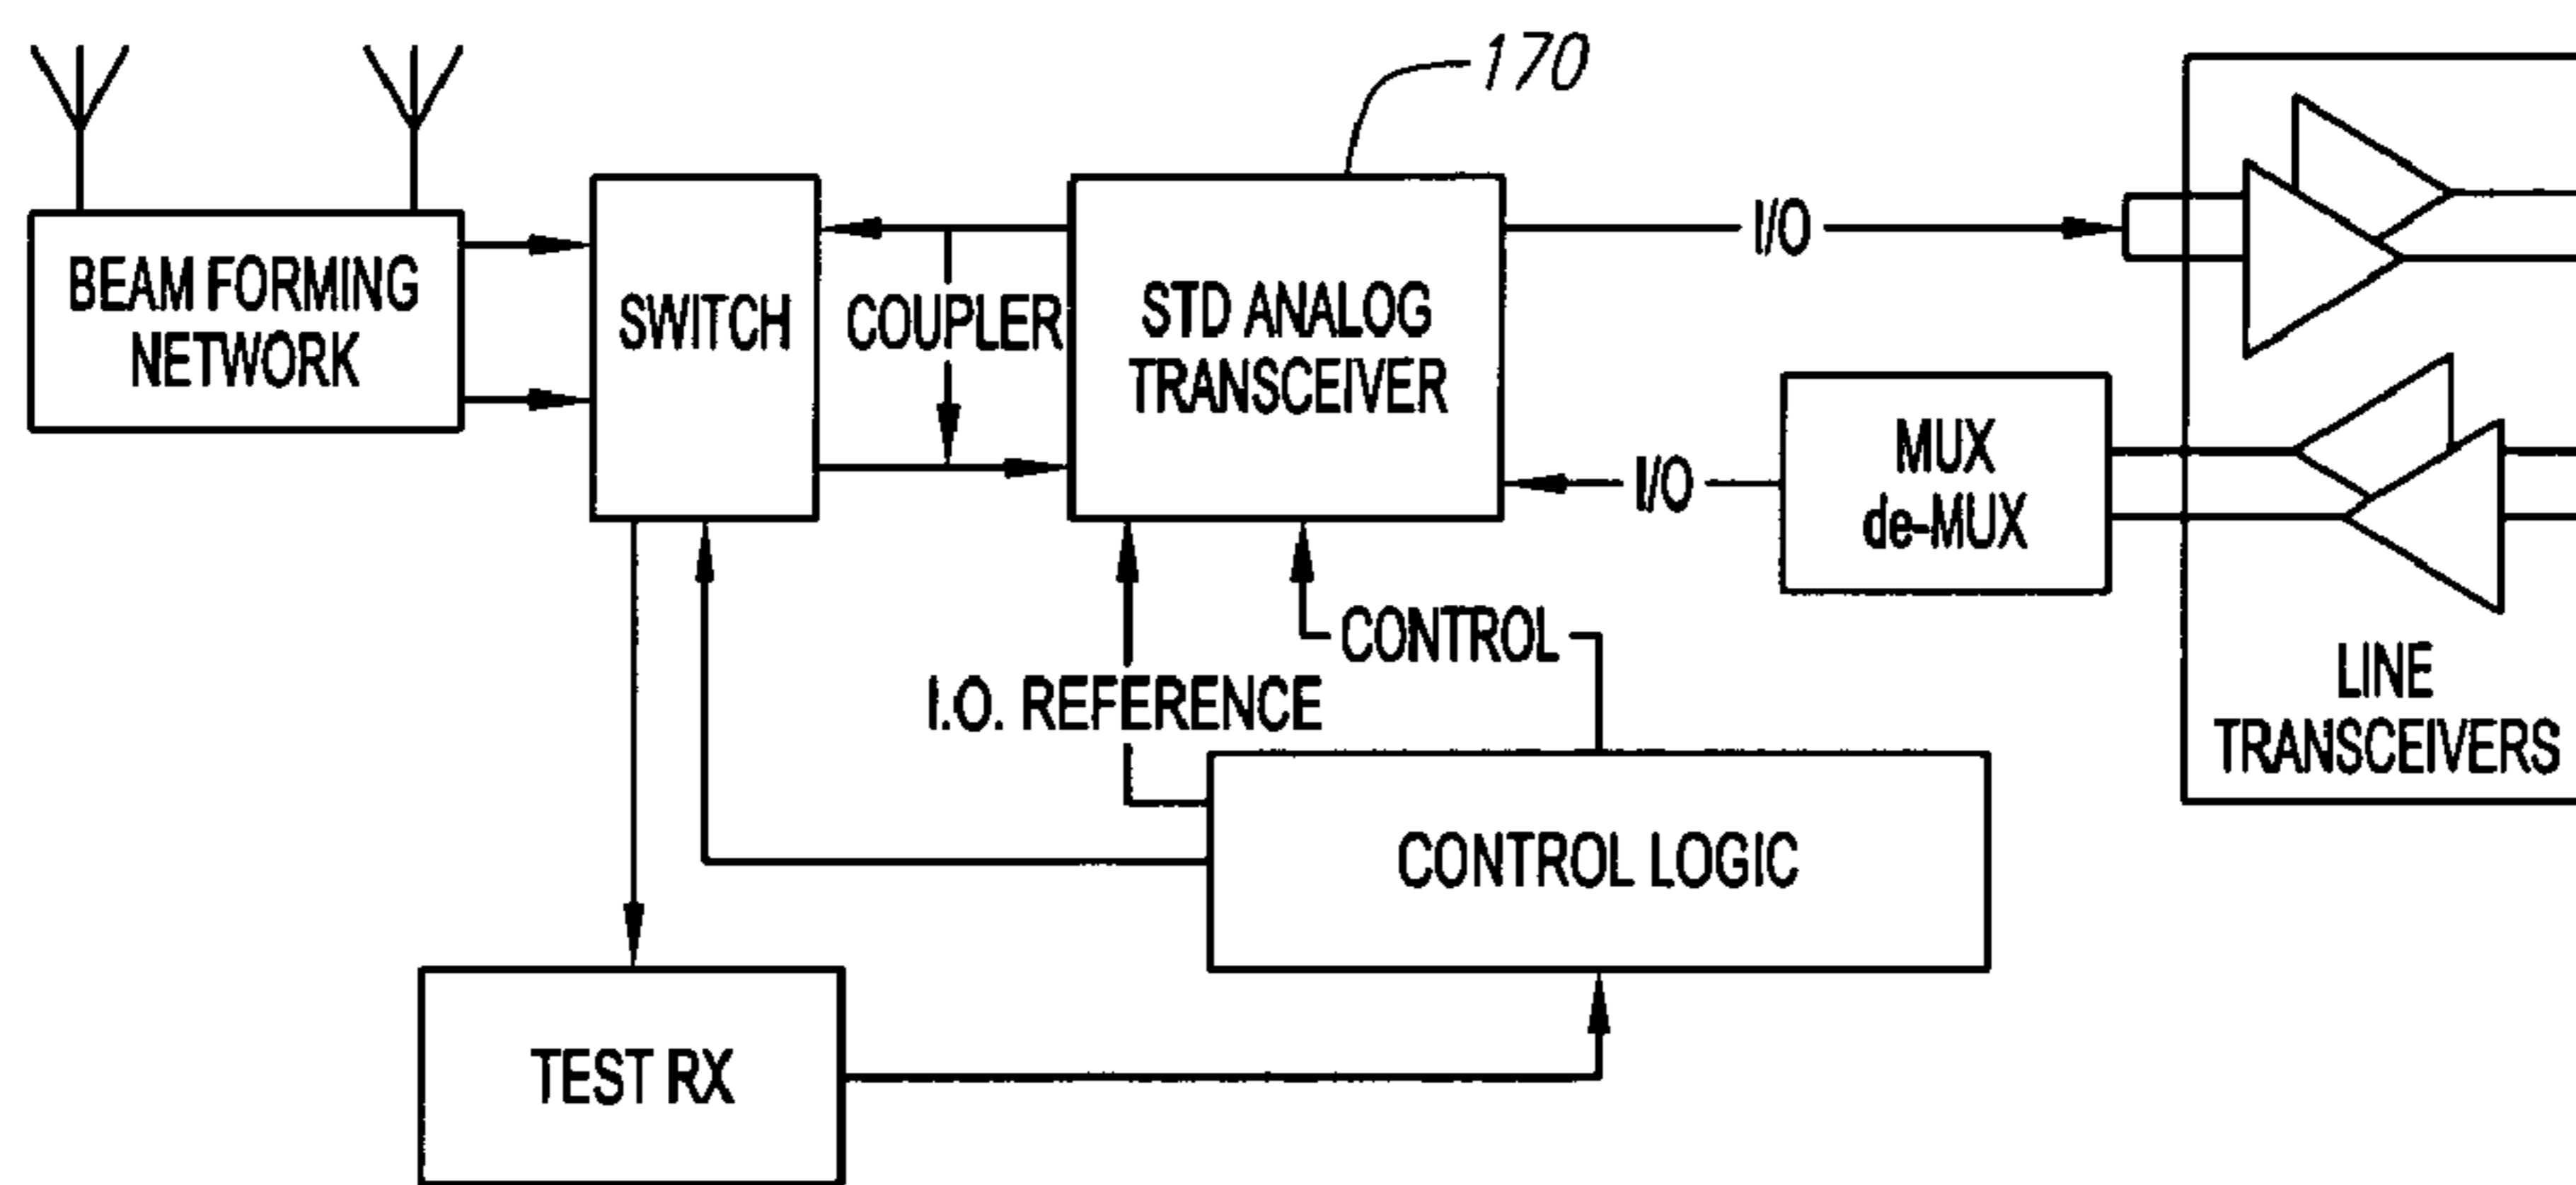 170
BEAM FORMING
NETWORK
SWITCH
COUPLER
STD ANALOG
TRANSCEIVER
I/O
I/O
MUX
de-MUX
CONTROL
I.O. REFERENCE
LINE
TRANSCEIVERS
CONTROL LOGIC
TEST RX